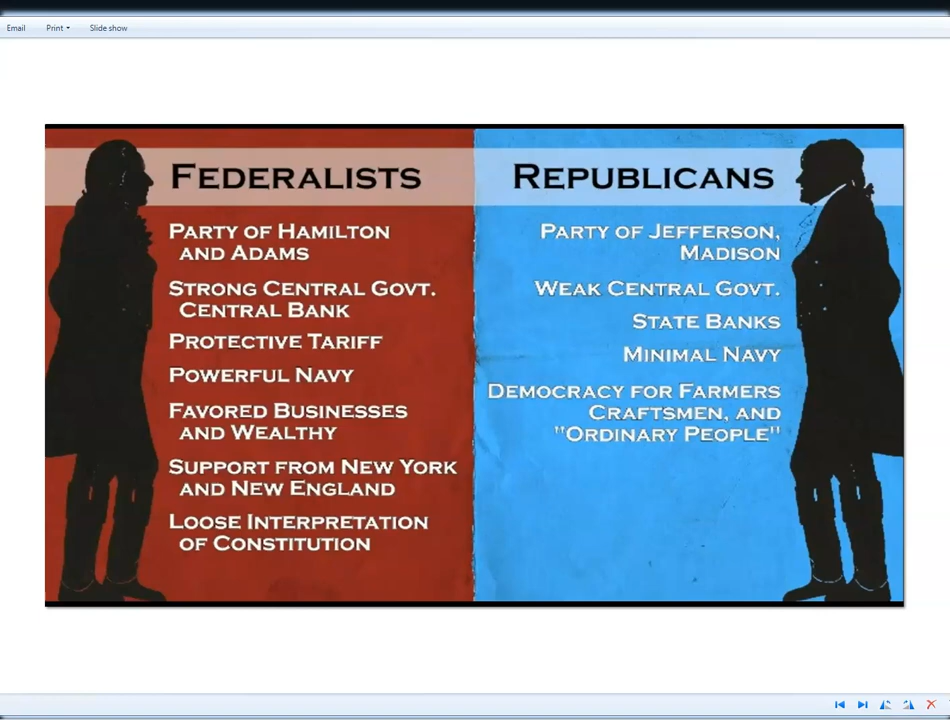 Email Print Slide show
FEDERALISTS
PARTY OF HAMILTON
AND ADAMS
STRONG CENTRAL GOVT.
CENTRAL BANK
PROTECTIVE TARIFF
POWERFUL NAVY
FAVORED BUSINESSES
AND WEALTHY
SUPPORT FROM NEW YORK
AND NEW ENGLAND
LOOSE INTERPRETATION
OF CONSTITUTION
REPUBLICANS
PARTY OF JEFFERSON,
MADISON
WEAK CENTRAL GOVT.
STATE BANKS
MINIMAL NAVY
DEMOCRACY FOR FARMERS
CRAFTSMEN, AND
"ORDINARY PEOPLE"